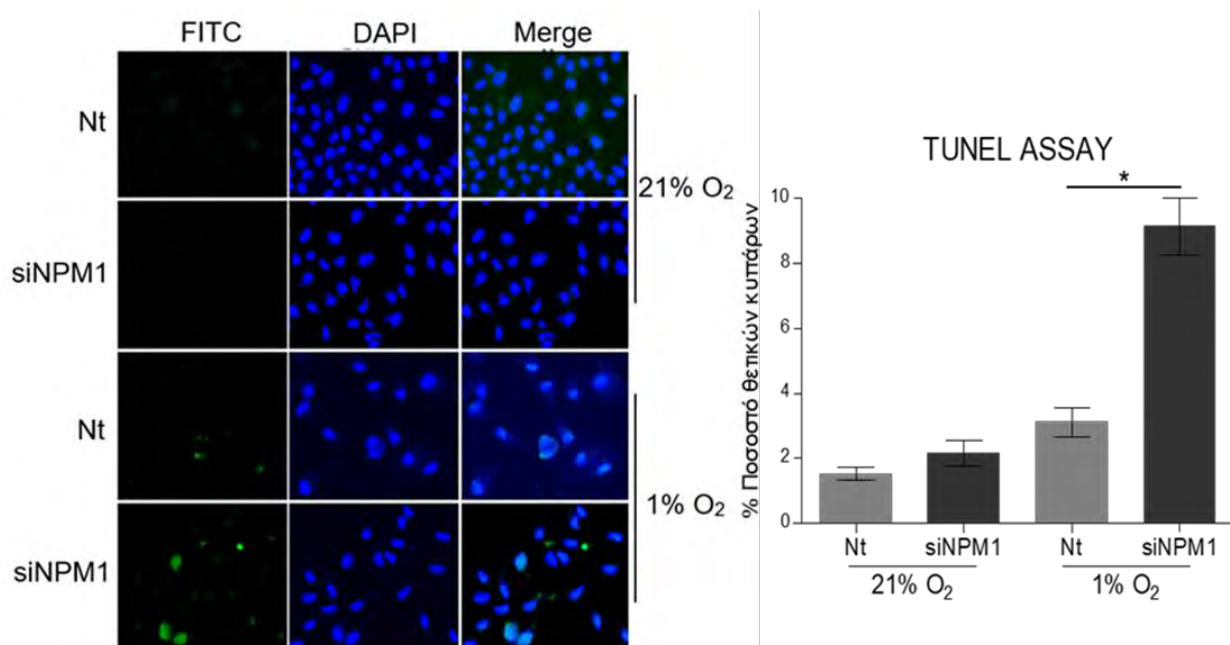 FITC DAPI Merge
Nt
21% O₂
siNPM1
Nt
1% O₂
siNPM1
TUNEL ASSAY
*
% Ποσοστό θετικών κυττάρων
10
8
6
4
2
0
Nt siNPM1 Nt siNPM1
21% O₂ 1% O₂